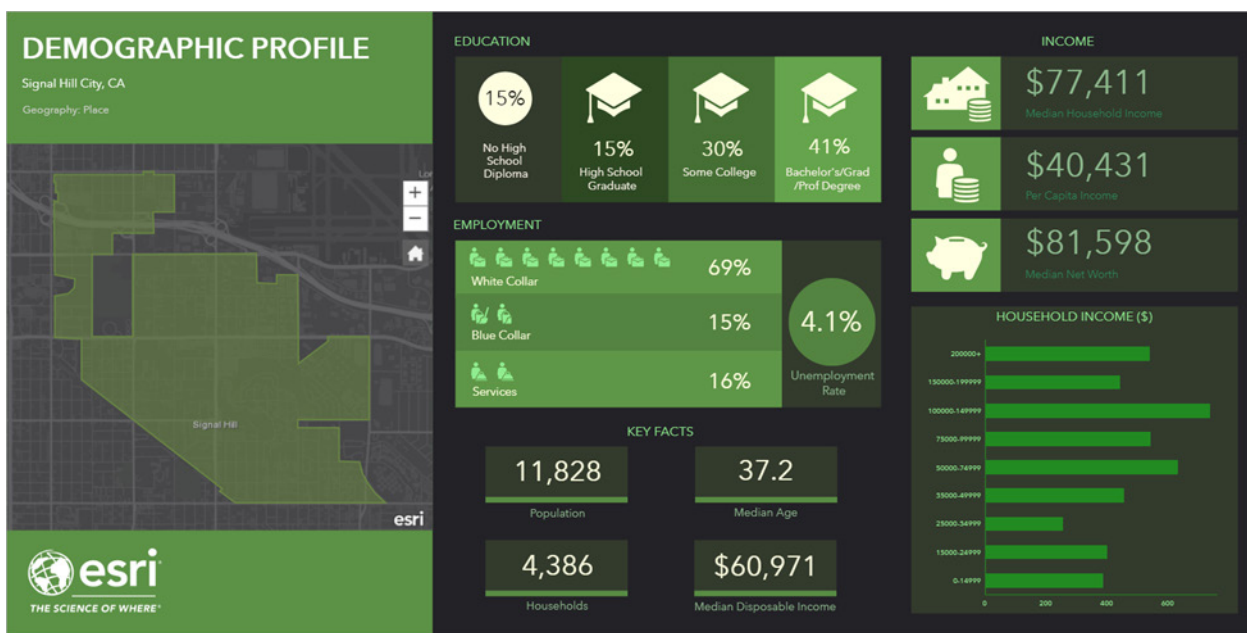 DEMOGRAPHIC PROFILE
Signal Hill City, CA
Geography: Place
+
−
Signal Hill
esri
esri
THE SCIENCE OF WHERE®
EDUCATION
15%
No High
School
Diploma
15%
High School
Graduate
30%
Some College
41%
Bachelor's/Grad
/Prof Degree
EMPLOYMENT
White Collar
69%
Blue Collar
15%
Services
16%
4.1%
Unemployment
Rate
KEY FACTS
11,828
Population
37.2
Median Age
4,386
Households
$60,971
Median Disposable Income
INCOME
$77,411
Median Household Income
$40,431
Per Capita Income
$81,598
Median Net Worth
HOUSEHOLD INCOME ($)
200000+
150000-199999
100000-149999
75000-99999
50000-74999
35000-49999
25000-34999
15000-24999
0-14999
0 200 400 600